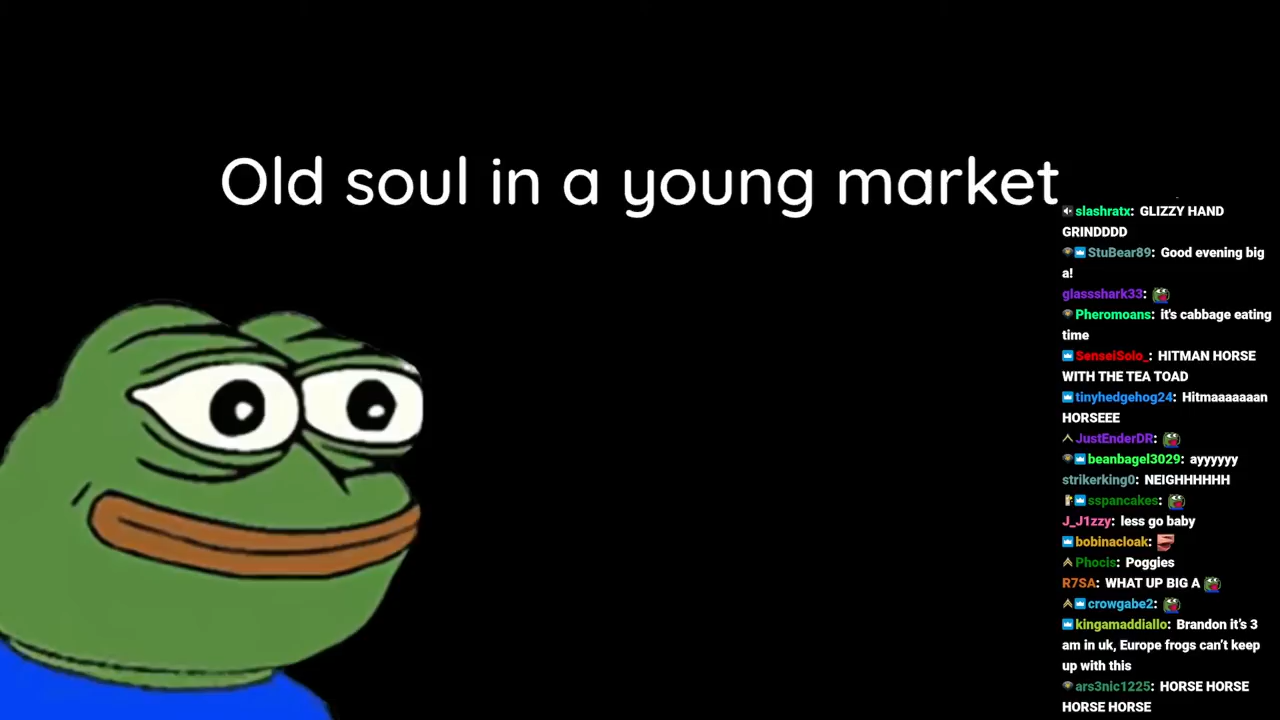 Old soul in a young market
slashratx: GLIZZY HAND
GRINDDDD
StuBear89: Good evening big
a!
glassshark33:
Pheromoans: it's cabbage eating
time
SenseiSolo_: HITMAN HORSE
WITH THE TEA TOAD
tinyhedgehog24: Hitmaaaaaaan
HORSEEE
JustEnderDR:
beanbagel3029: ayyyyyy
strikerking0: NEIGHHHHHH
sspancakes:
J_J1zzy: less go baby
bobinacloak:
Phocis: Poggies
R7SA: WHAT UP BIG A
crowgabe2:
kingamaddiallo: Brandon it's 3
am in uk, Europe frogs can't keep
up with this
ars3nic1225: HORSE HORSE
HORSE HORSE